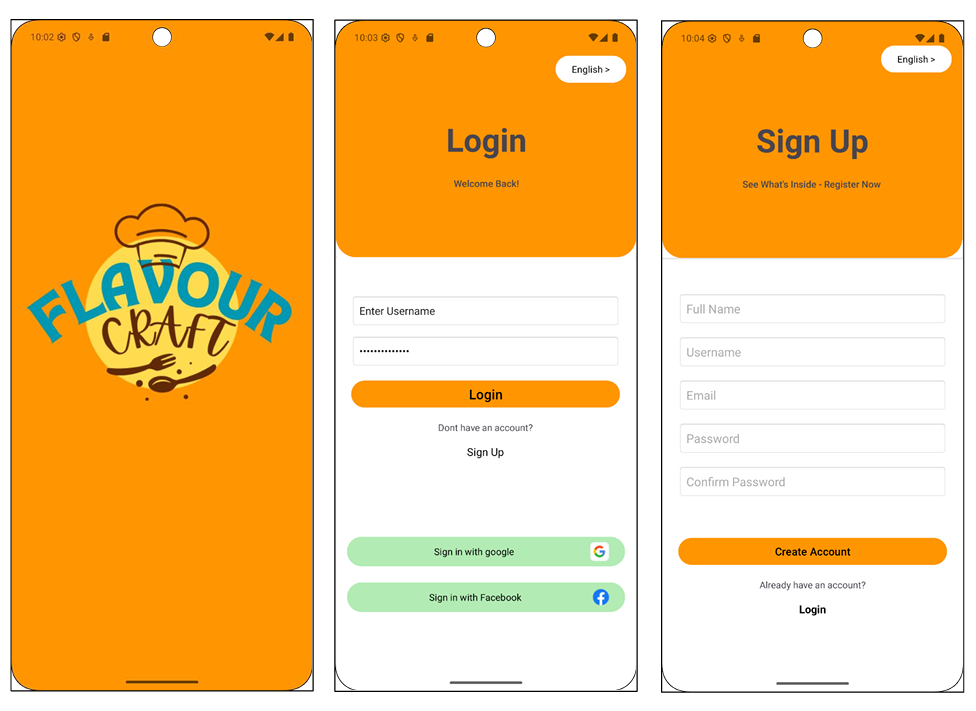 10:02
FLAVOUR
CRAFT
10:03
English >
Login
Welcome Back!
Enter Username
••••••••••••••
Login
Dont have an account?
Sign Up
Sign in with google
Sign in with Facebook
10:04
English >
Sign Up
See What's Inside - Register Now
Full Name
Username
Email
Password
Confirm Password
Create Account
Already have an account?
Login